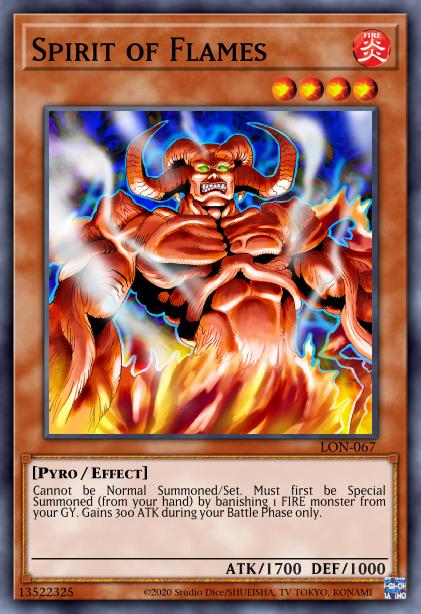 SPIRIT OF FLAMES
FIRE
炎
LON-067
[PYRO / EFFECT]
Cannot be Normal Summoned/Set. Must first be Special
Summoned (from your hand) by banishing 1 FIRE monster from
your GY. Gains 300 ATK during your Battle Phase only.
ATK/1700 DEF/1000
13522325
©2020 Studio Dice/SHUEISHA, TV TOKYO, KONAMI